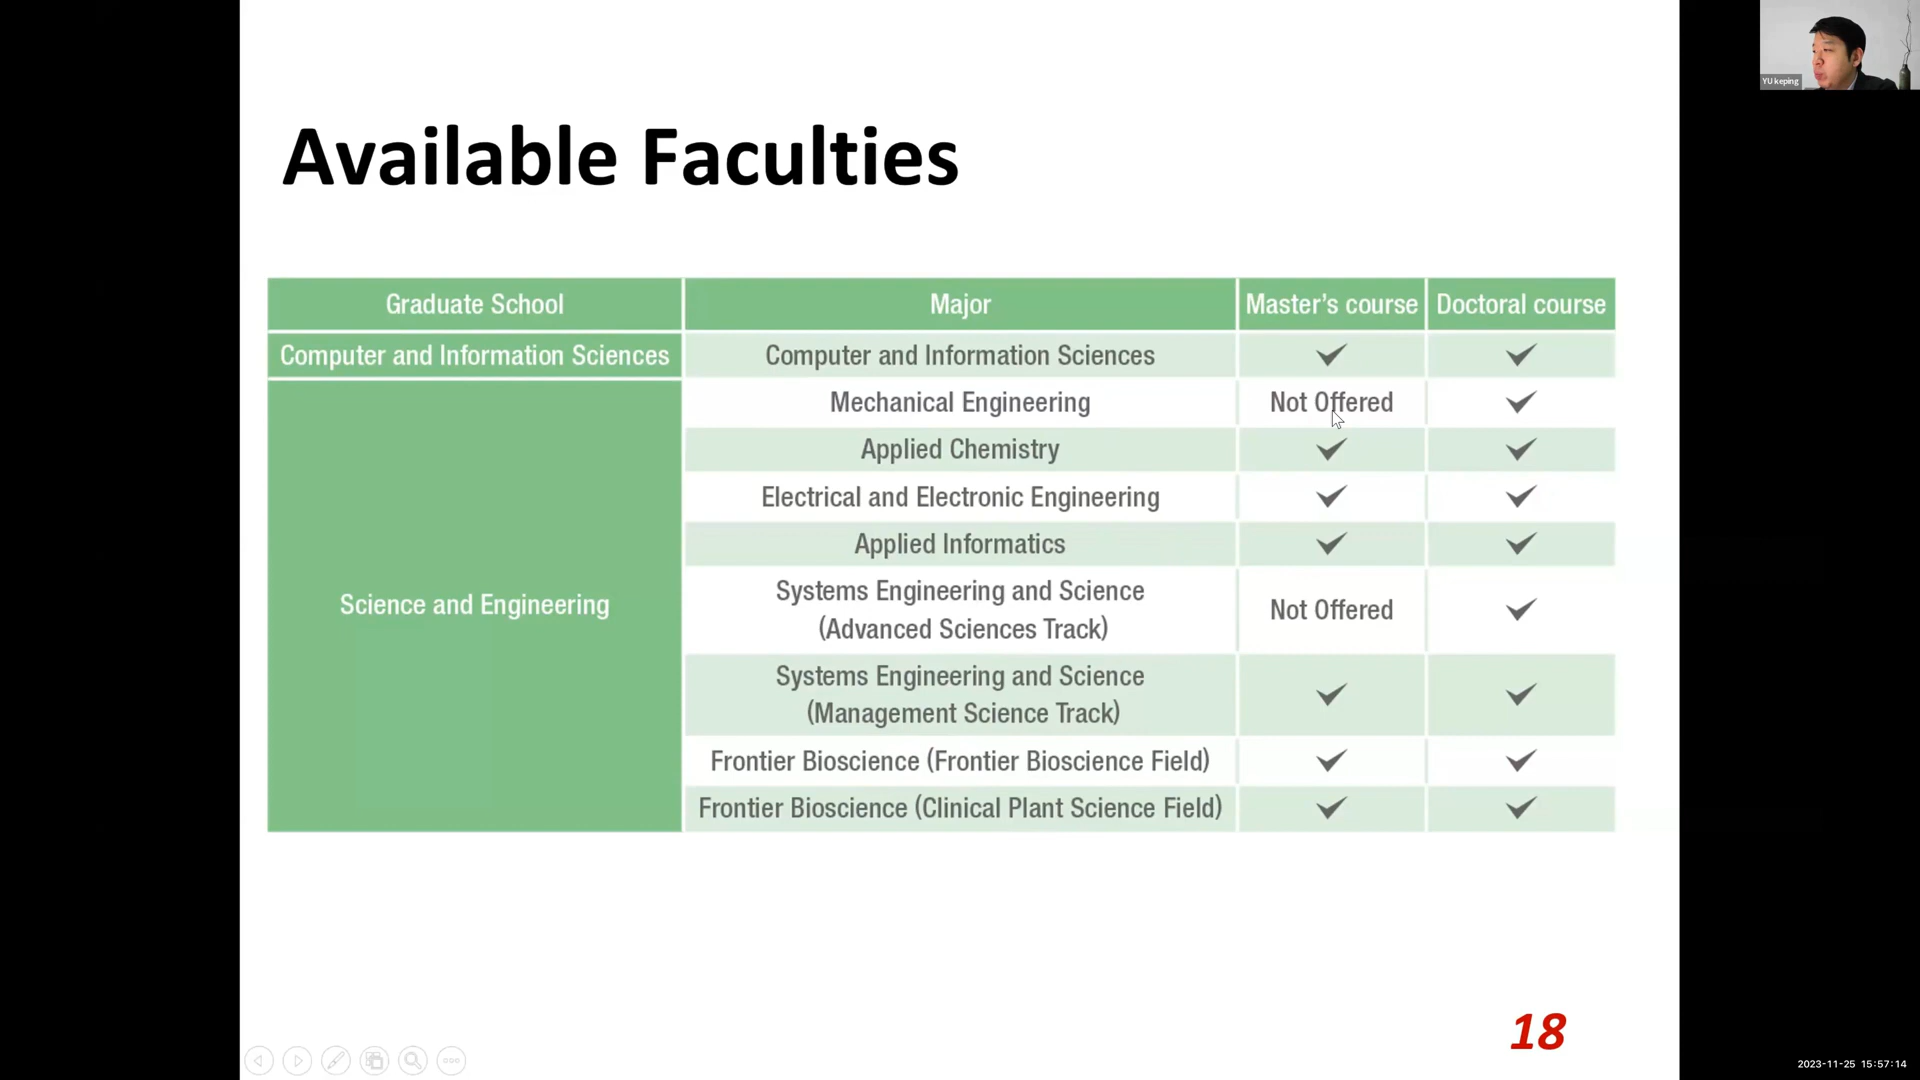 YU keping
Available Faculties
Graduate School
Major
Master's course
Doctoral course
Computer and Information Sciences
Computer and Information Sciences
Science and Engineering
Mechanical Engineering
Not Offered
Applied Chemistry
Electrical and Electronic Engineering
Applied Informatics
Systems Engineering and Science
(Advanced Sciences Track)
Not Offered
Systems Engineering and Science
(Management Science Track)
Frontier Bioscience (Frontier Bioscience Field)
Frontier Bioscience (Clinical Plant Science Field)
18
2023-11-25 15:57:14